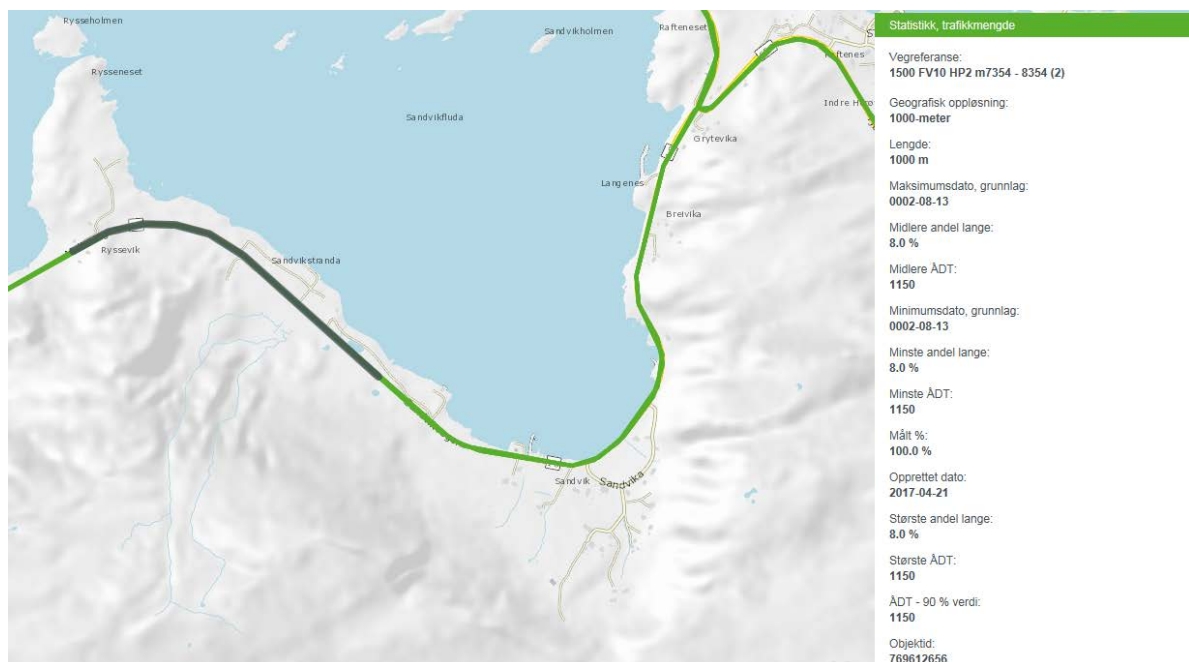 Rysseholmen
Rysseneset
Sandvikholmen
Rafteneset
ftenes
Sandvikfluda
Grytevika
Langenes
Breivika
Ryssevik
Sandvikstranda
Sandvik
Sandvika
Statistikk, trafikkmengde
Vegreferanse:
1500 FV10 HP2 m7354 - 8354 (2)
Geografisk oppløsning:
1000-meter
Lengde:
1000 m
Maksimumsdato, grunnlag:
0002-08-13
Midlere andel lange:
8.0 %
Midlere ÅDT:
1150
Minimumsdato, grunnlag:
0002-08-13
Minste andel lange:
8.0 %
Minste ÅDT:
1150
Målt %:
100.0 %
Opprettet dato:
2017-04-21
Største andel lange:
8.0 %
Største ÅDT:
1150
ÅDT - 90 % verdi:
1150
Objektid:
769612656